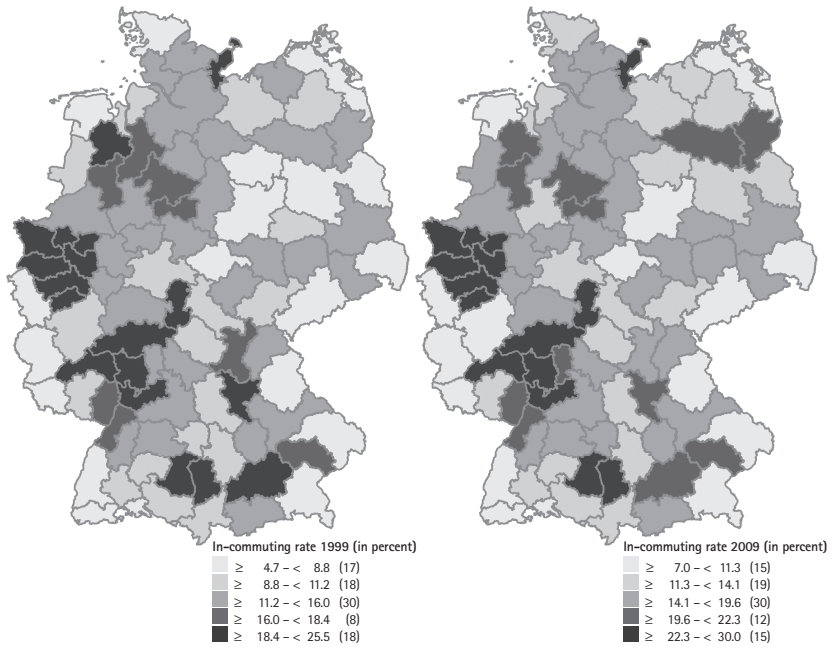 In-commuting rate 1999 (in percent)
≥ 4.7 – < 8.8 (17)
≥ 8.8 – < 11.2 (18)
≥ 11.2 – < 16.0 (30)
≥ 16.0 – < 18.4 (8)
≥ 18.4 – < 25.5 (18)
In-commuting rate 2009 (in percent)
≥ 7.0 – < 11.3 (15)
≥ 11.3 – < 14.1 (19)
≥ 14.1 – < 19.6 (30)
≥ 19.6 – < 22.3 (12)
≥ 22.3 – < 30.0 (15)